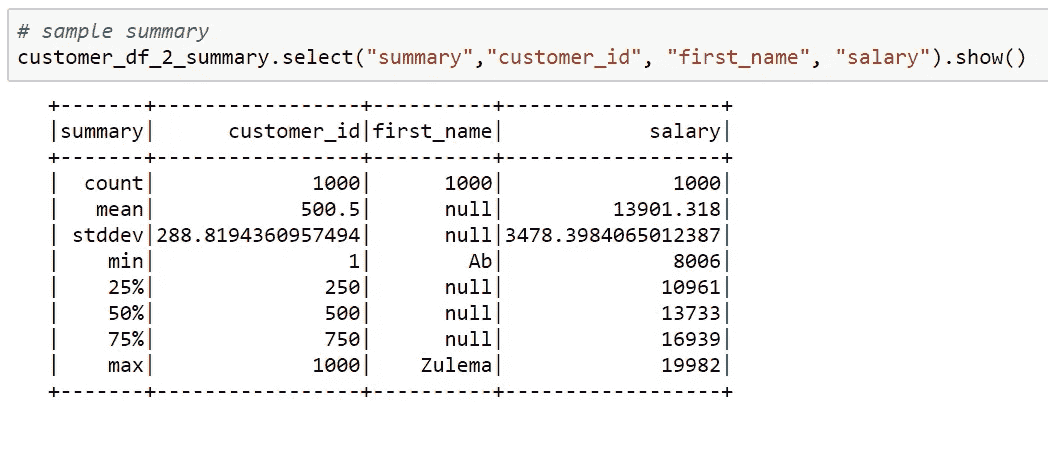 # sample summary
customer_df_2_summary.select("summary","customer_id", "first_name", "salary").show()
+-------+-----------------+----------+------------------+
|summary|      customer_id|first_name|            salary|
+-------+-----------------+----------+------------------+
|  count|             1000|      1000|              1000|
|   mean|            500.5|      null|         13901.318|
| stddev|288.8194360957494|      null|3478.3984065012387|
|    min|                1|        Ab|              8006|
|    25%|              250|      null|             10961|
|    50%|              500|      null|             13733|
|    75%|              750|      null|             16939|
|    max|             1000|    Zulema|             19982|
+-------+-----------------+----------+------------------+